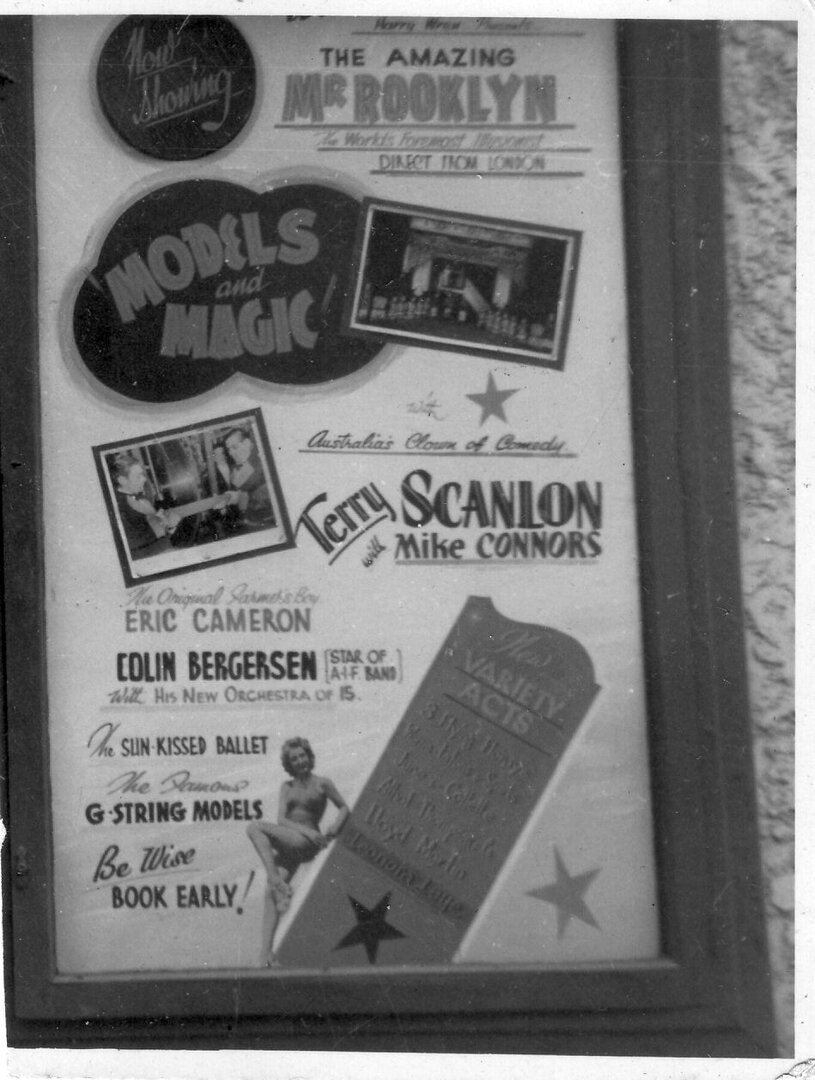 Now
Showing
Harry Wren Presents
THE AMAZING
MR ROOKLYN
The World's Foremost Illusionist
DIRECT FROM LONDON
'MODELS
and
MAGIC'
with
Australia's Clown of Comedy
Terry SCANLON
with Mike CONNORS
The Original Farmer's Boy
ERIC CAMERON
COLIN BERGERSEN [STAR OF A·I·F. BAND]
With HIS NEW ORCHESTRA OF 15.
The SUN-KISSED BALLET
The Famous
G-STRING MODELS
Be Wise
BOOK EARLY!
New
VARIETY
ACTS
Lloyd Martin